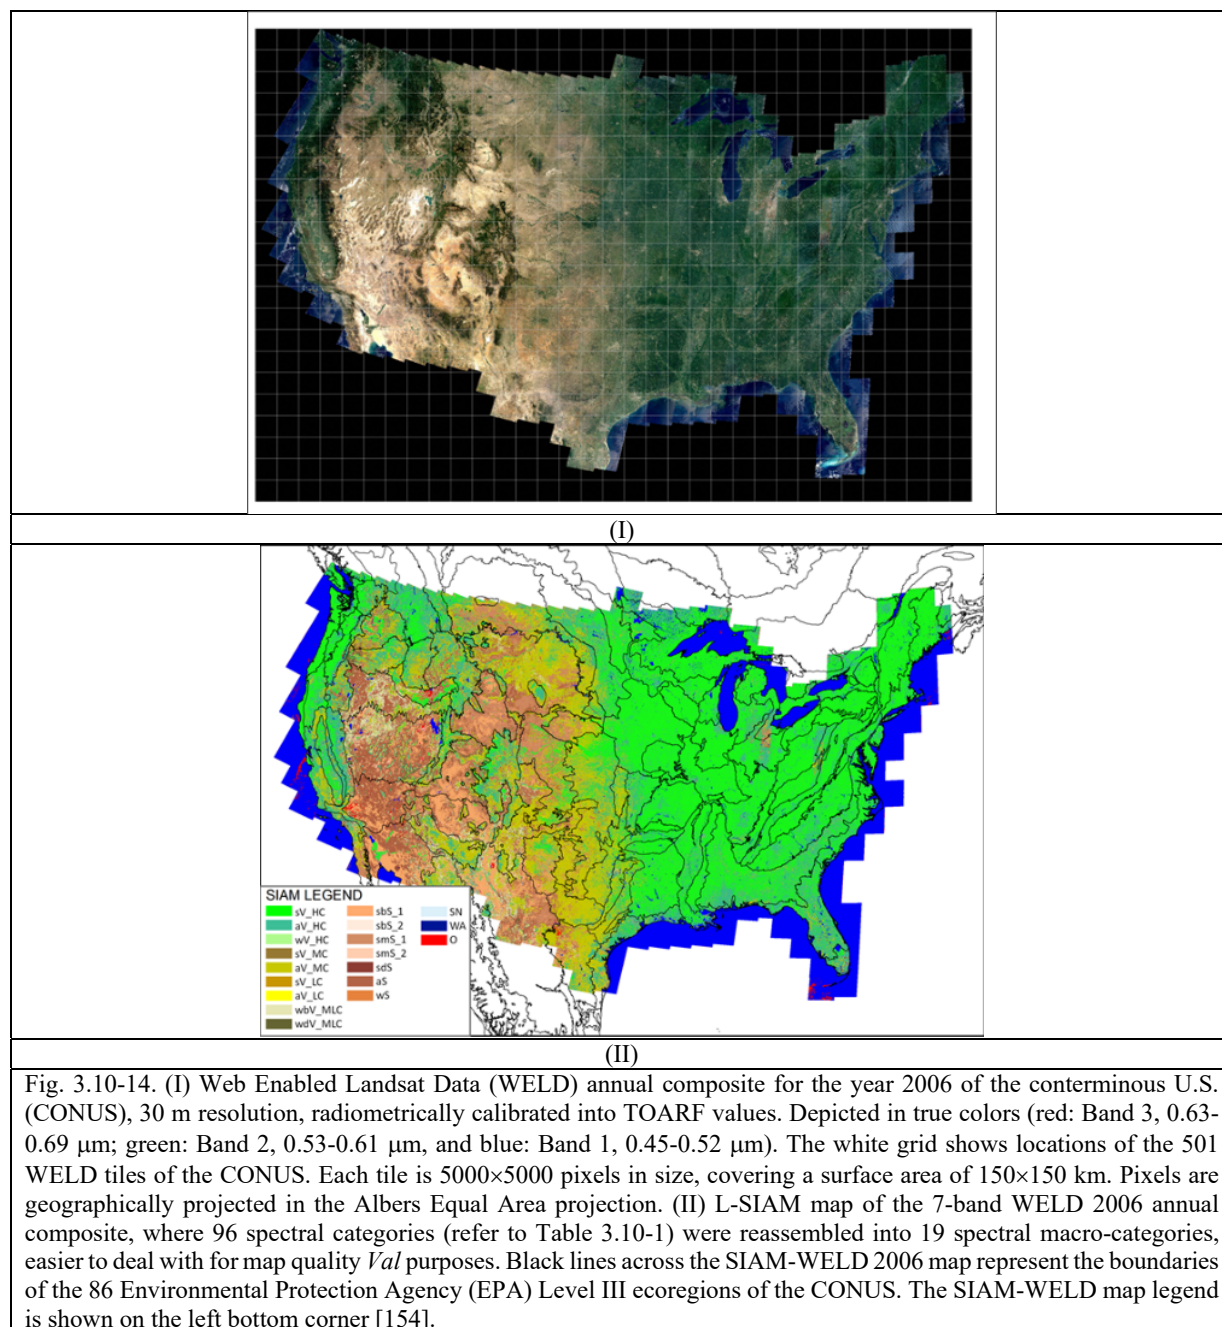 (I)
SIAM LEGEND
sV_HC
aV_HC
wV_HC
sV_MC
aV_MC
sV_LC
aV_LC
wbV_MLC
wdV_MLC
sbS_1
sbS_2
smS_1
smS_2
sdS
aS
wS
SN
WA
O
(II)
Fig. 3.10-14. (I) Web Enabled Landsat Data (WELD) annual composite for the year 2006 of the conterminous U.S.
(CONUS), 30 m resolution, radiometrically calibrated into TOARF values. Depicted in true colors (red: Band 3, 0.63-
0.69 μm; green: Band 2, 0.53-0.61 μm, and blue: Band 1, 0.45-0.52 μm). The white grid shows locations of the 501
WELD tiles of the CONUS. Each tile is 5000×5000 pixels in size, covering a surface area of 150×150 km. Pixels are
geographically projected in the Albers Equal Area projection. (II) L-SIAM map of the 7-band WELD 2006 annual
composite, where 96 spectral categories (refer to Table 3.10-1) were reassembled into 19 spectral macro-categories,
easier to deal with for map quality Val purposes. Black lines across the SIAM-WELD 2006 map represent the boundaries
of the 86 Environmental Protection Agency (EPA) Level III ecoregions of the CONUS. The SIAM-WELD map legend
is shown on the left bottom corner [154].